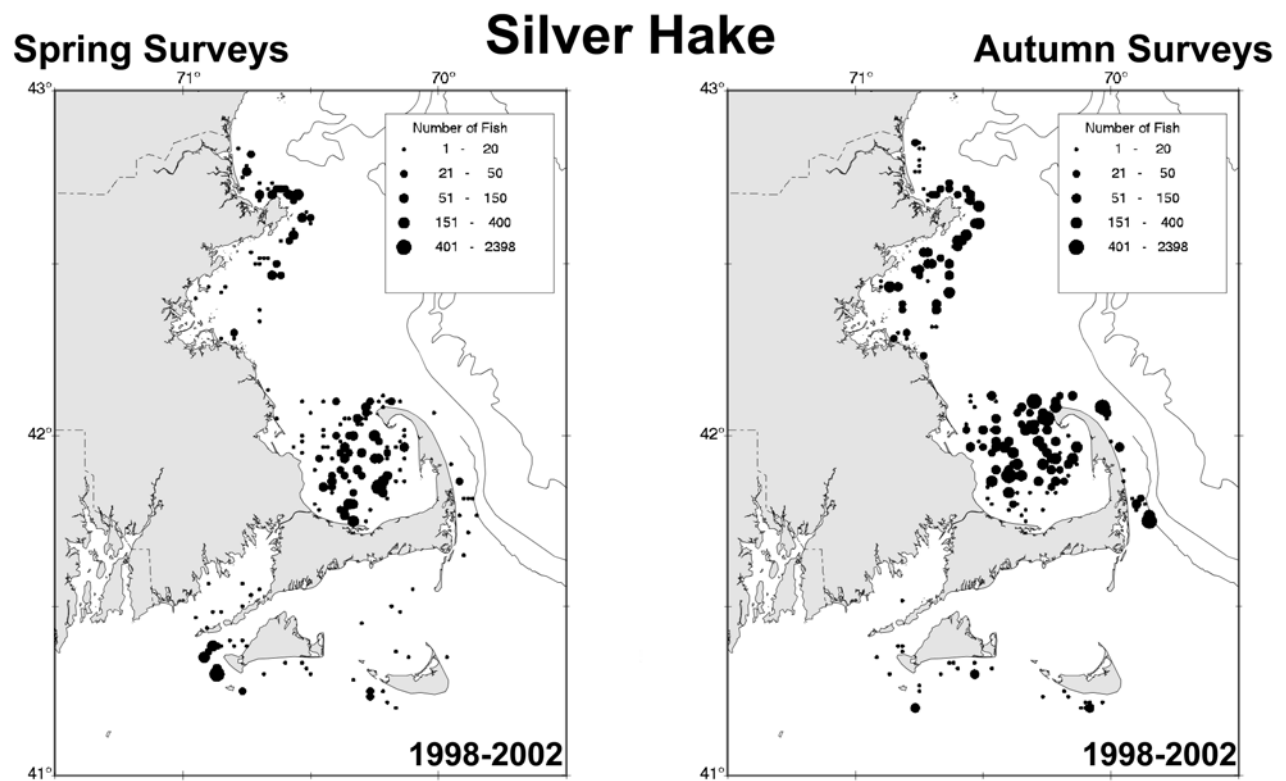 Silver Hake
Spring Surveys
Autumn Surveys
71° 70°
43°
42°
41°
Number of Fish
1 - 20
21 - 50
51 - 150
151 - 400
401 - 2398
1998-2002
71° 70°
43°
42°
41°
Number of Fish
1 - 20
21 - 50
51 - 150
151 - 400
401 - 2398
1998-2002